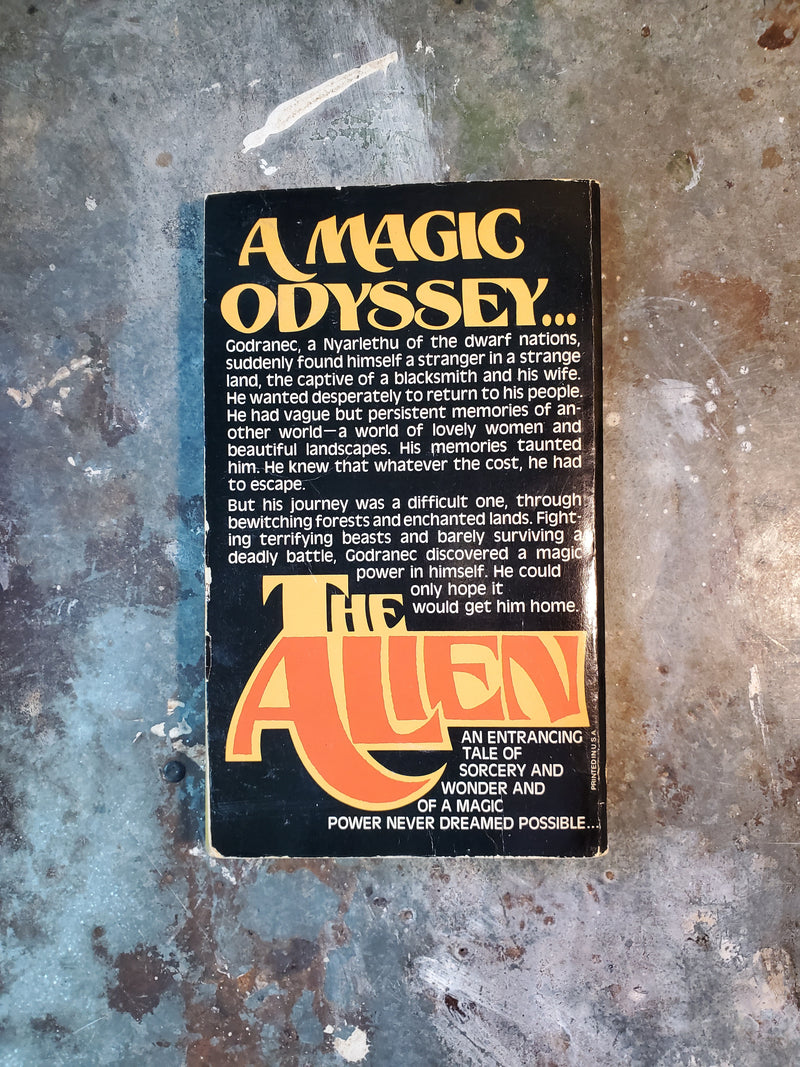 A MAGIC
ODYSSEY...
Godranec, a Nyarlethu of the dwarf nations,
suddenly found himself a stranger in a strange
land, the captive of a blacksmith and his wife.
He wanted desperately to return to his people.
He had vague but persistent memories of an-
other world—a world of lovely women and
beautiful landscapes. His memories taunted
him. He knew that whatever the cost, he had
to escape.
But his journey was a difficult one, through
bewitching forests and enchanted lands. Fight-
ing terrifying beasts and barely surviving a
deadly battle, Godranec discovered a magic
power in himself. He could
only hope it
would get him home.
THE
ALIEN
AN ENTRANCING
TALE OF
SORCERY AND
WONDER AND
OF A MAGIC
POWER NEVER DREAMED POSSIBLE...
PRINTED IN U S A